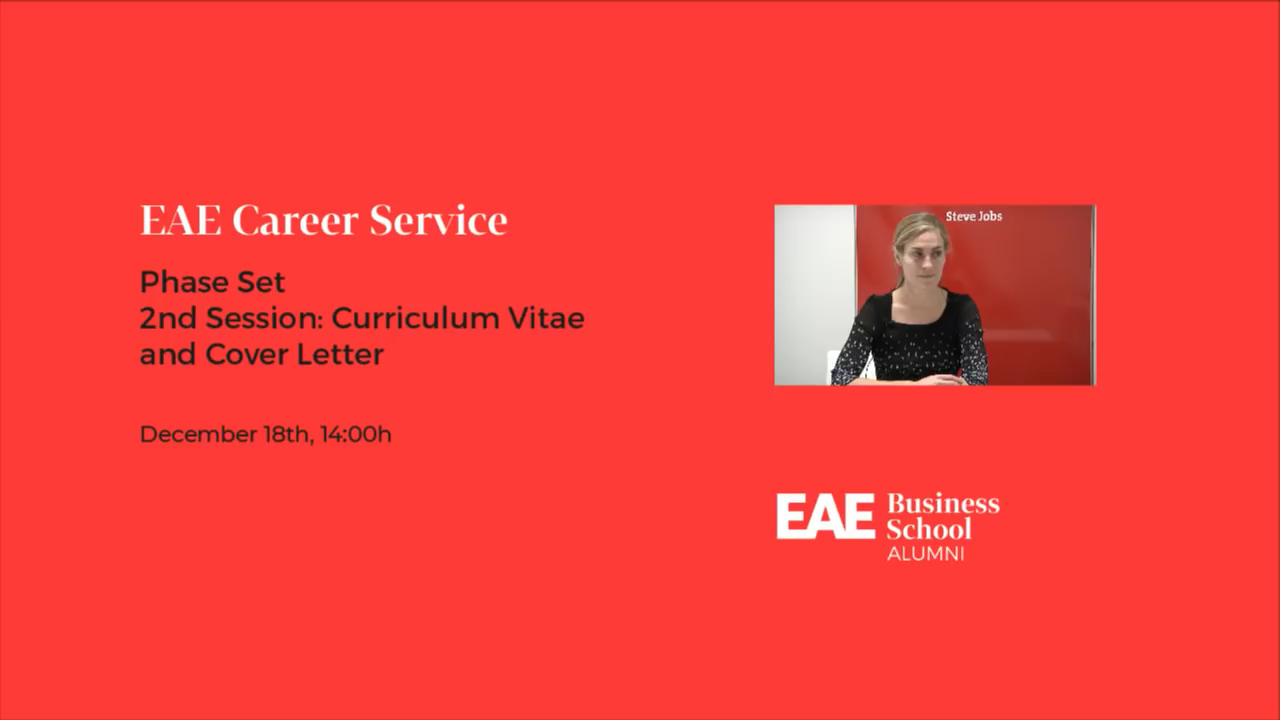 EAE Career Service
Phase Set
2nd Session: Curriculum Vitae
and Cover Letter
December 18th, 14:00h
Steve Jobs
EAE Business
School
ALUMNI